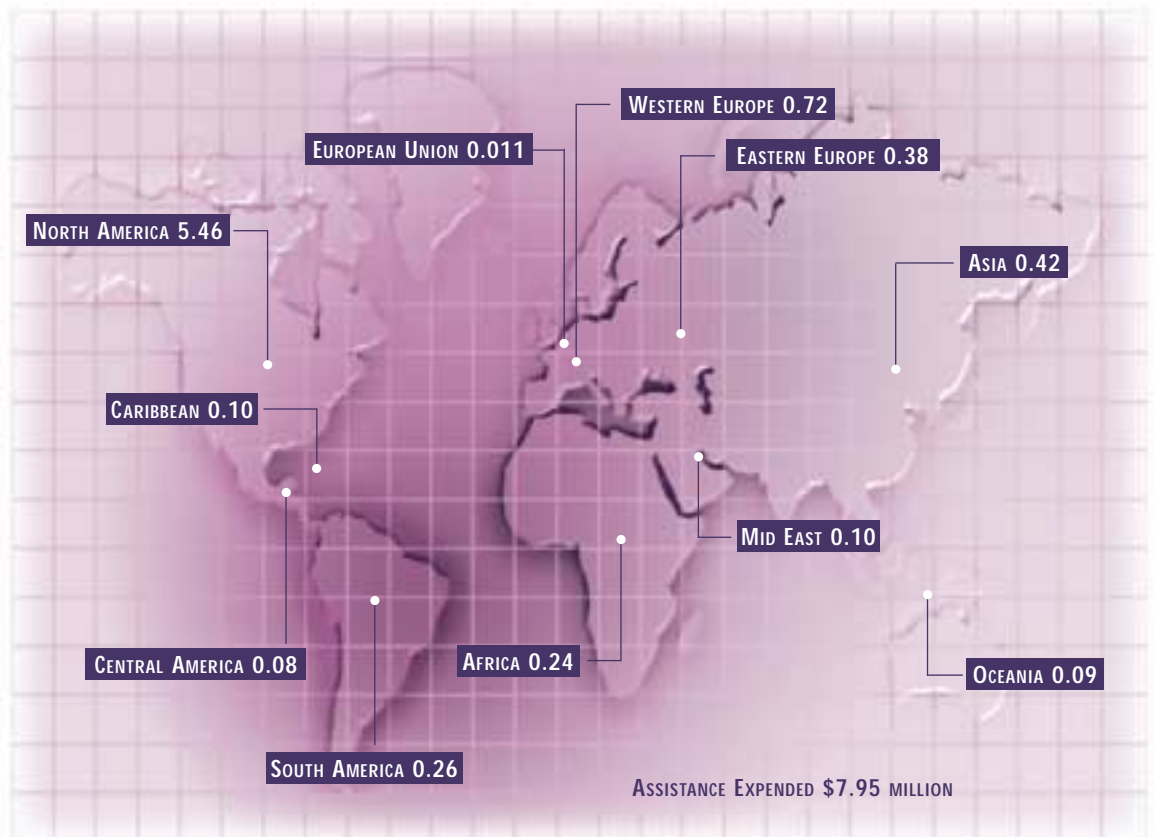 Western Europe 0.72
European Union 0.011
Eastern Europe 0.38
North America 5.46
Asia 0.42
Caribbean 0.10
Mid East 0.10
Central America 0.08
Africa 0.24
Oceania 0.09
South America 0.26
Assistance Expended $7.95 million